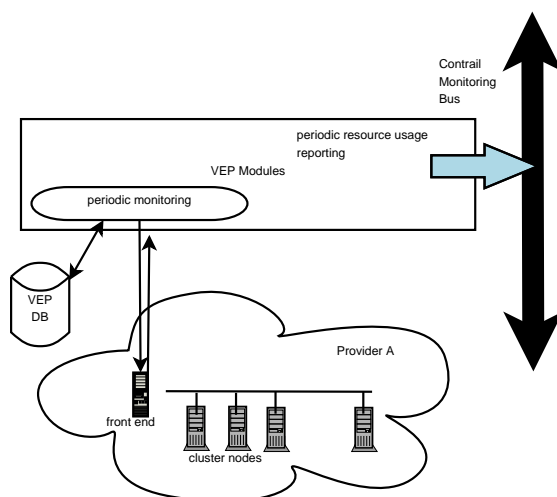 Contrail
Monitoring
Bus
periodic resource usage
reporting
VEP Modules
periodic monitoring
VEP
DB
Provider A
front end
cluster nodes